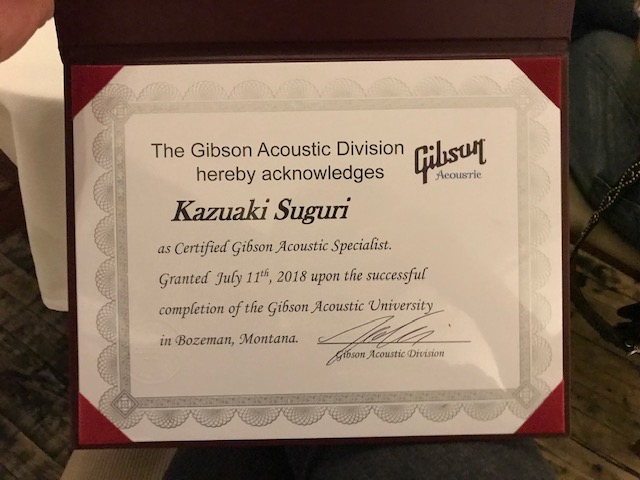 The Gibson Acoustic Division
hereby acknowledges
Gibson
Acoustic
Kazuaki Suguri
as Certified Gibson Acoustic Specialist.
Granted July 11th, 2018 upon the successful
completion of the Gibson Acoustic University
in Bozeman, Montana.
Gibson Acoustic Division